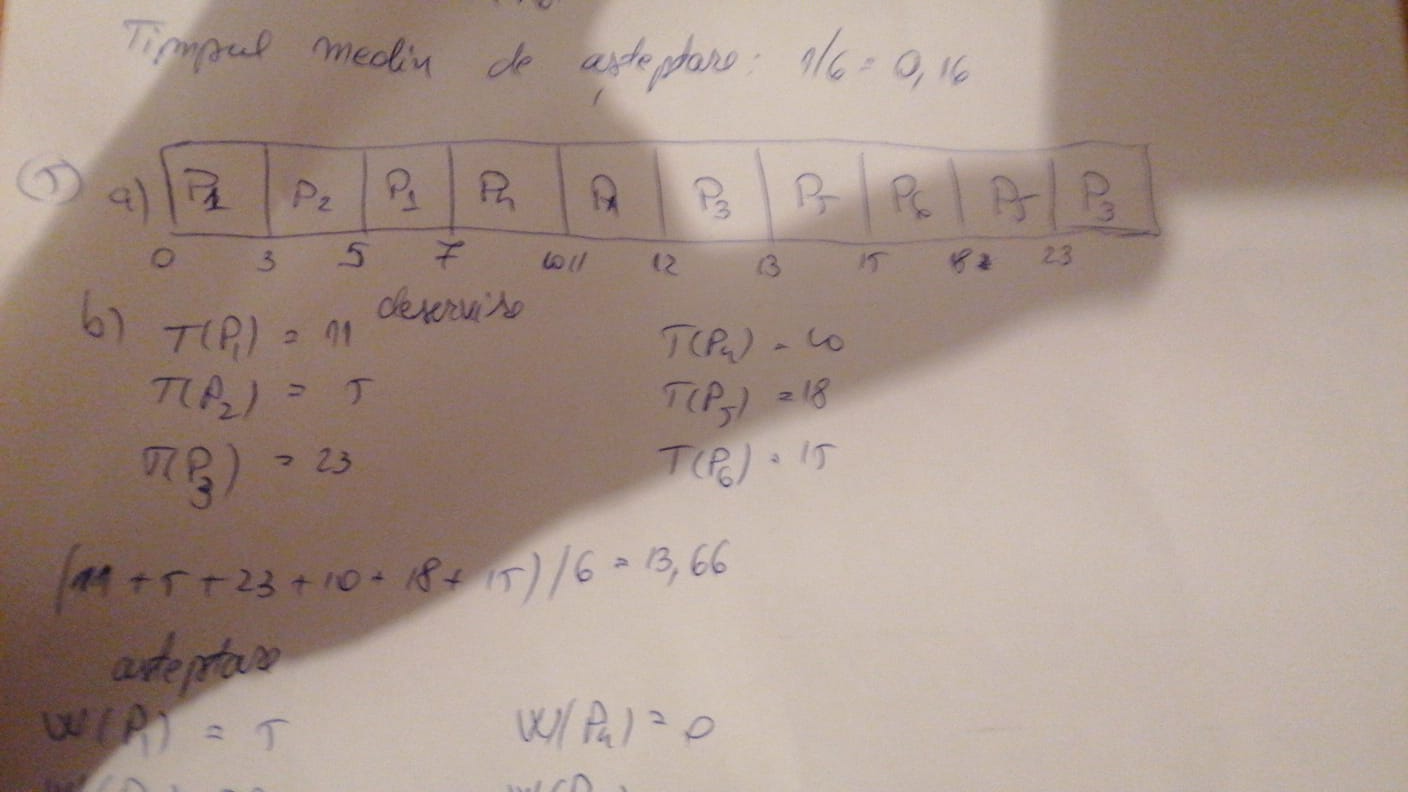 Timpul mediu de așteptare: 1/6 = 0,16
5 a) P1 P2 P1 P4 P1 P3 P5 P6 P5 P3
0 3 5 7 10 11 12 13 15 18 23
b) deservire
T(P1) = 11 T(P4) = 10
T(P2) = 5 T(P5) = 18
T(P3) = 23 T(P6) = 15
(11 + 5 + 23 + 10 + 18 + 15) / 6 = 13,66
așteptare
W(P1) = 5 W(P4) = 0